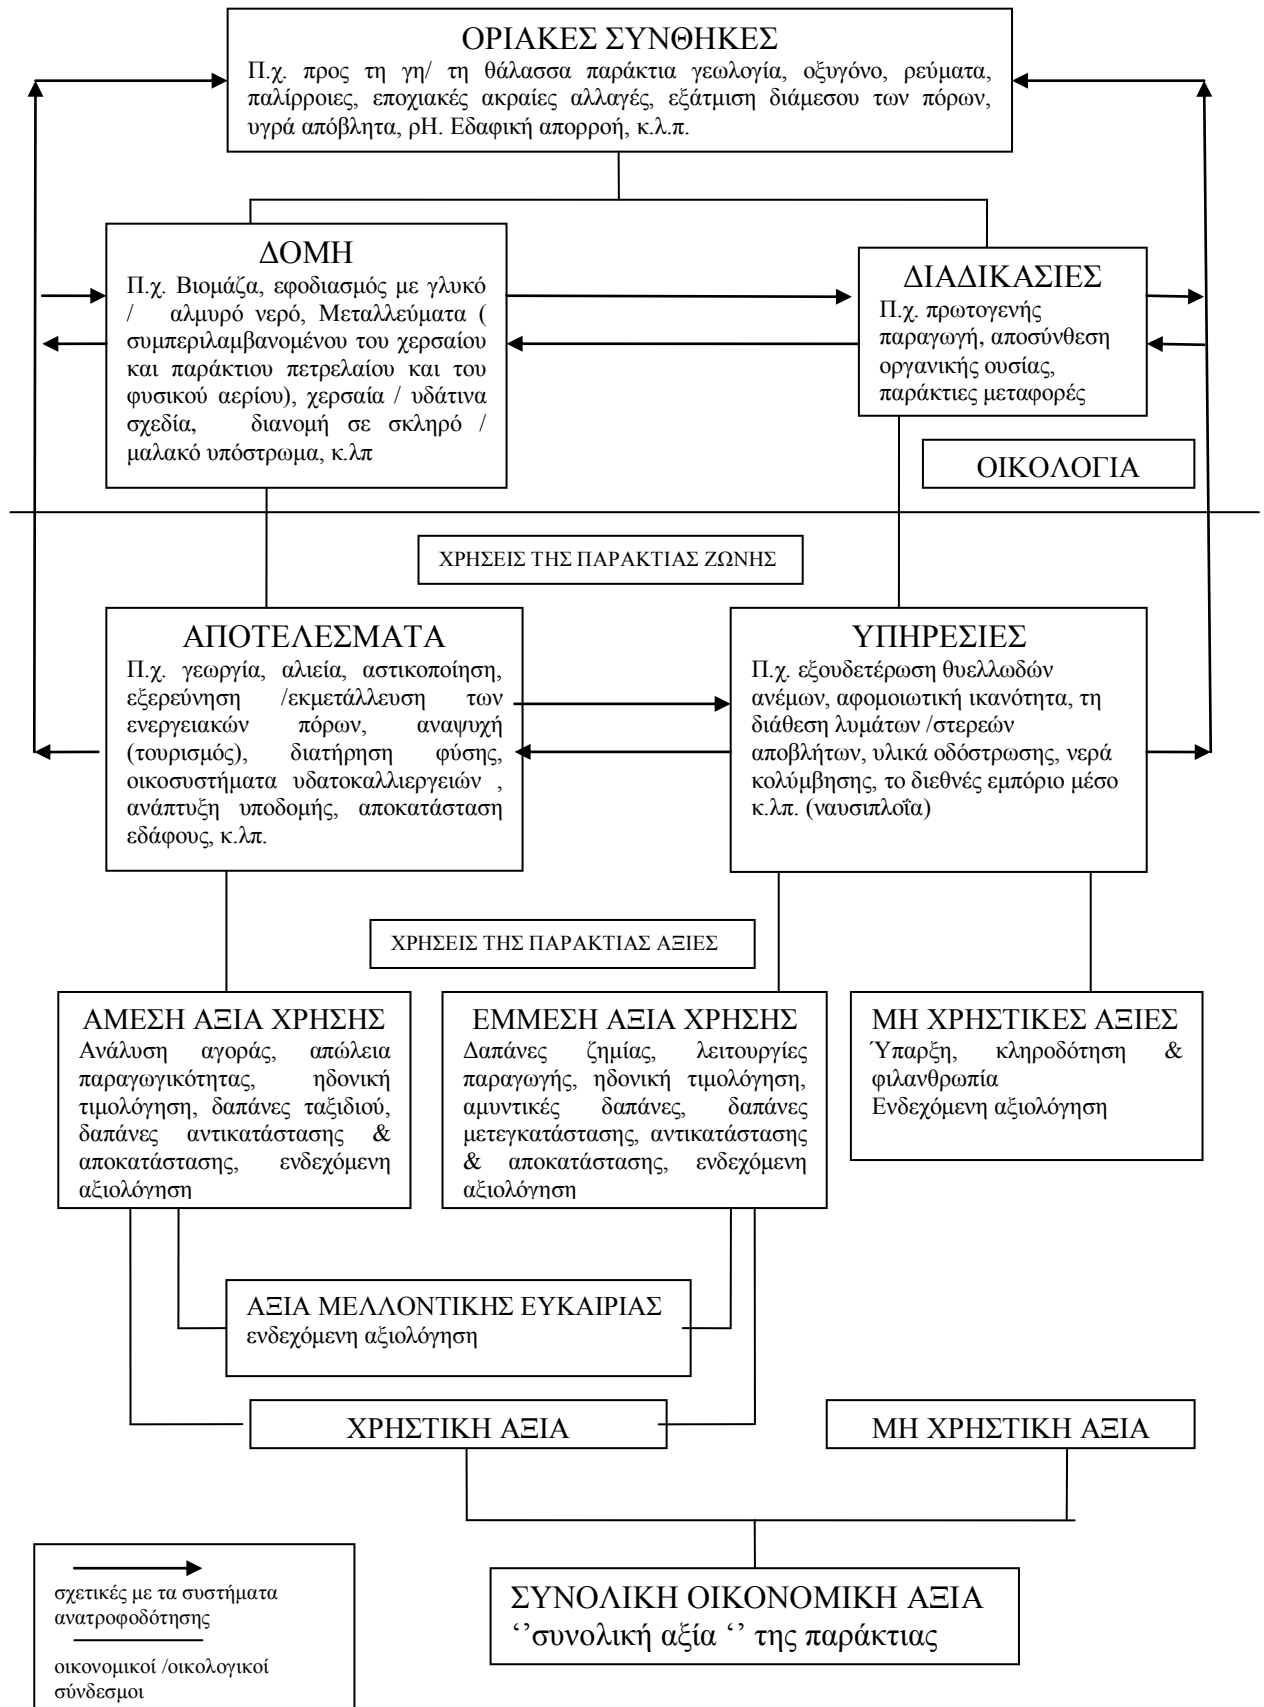 ΟΡΙΑΚΕΣ ΣΥΝΘΗΚΕΣ
Π.χ. προς τη γη/ τη θάλασσα παράκτια γεωλογία, οξυγόνο, ρεύματα,
παλίρροιες, εποχιακές ακραίες αλλαγές, εξάτμιση διάμεσου των πόρων,
υγρά απόβλητα, pH. Εδαφική απορροή, κ.λ.π.
ΔΟΜΗ
Π.χ. Βιομάζα, εφοδιασμός με γλυκό
/ αλμυρό νερό, Μεταλλεύματα (
συμπεριλαμβανομένου του χερσαίου
και παράκτιου πετρελαίου και του
φυσικού αερίου), χερσαία / υδάτινα
σχεδία, διανομή σε σκληρό /
μαλακό υπόστρωμα, κ.λπ
ΔΙΑΔΙΚΑΣΙΕΣ
Π.χ. πρωτογενής
παραγωγή, αποσύνθεση
οργανικής ουσίας,
παράκτιες μεταφορές
ΟΙΚΟΛΟΓΙΑ
ΧΡΗΣΕΙΣ ΤΗΣ ΠΑΡΑΚΤΙΑΣ ΖΩΝΗΣ
ΑΠΟΤΕΛΕΣΜΑΤΑ
Π.χ. γεωργία, αλιεία, αστικοποίηση,
εξερεύνηση /εκμετάλλευση των
ενεργειακών πόρων, αναψυχή
(τουρισμός), διατήρηση φύσης,
οικοσυστήματα υδατοκαλλιεργειών ,
ανάπτυξη υποδομής, αποκατάσταση
εδάφους, κ.λπ.
ΥΠΗΡΕΣΙΕΣ
Π.χ. εξουδετέρωση θυελλωδών
ανέμων, αφομοιωτική ικανότητα, τη
διάθεση λυμάτων /στερεών
αποβλήτων, υλικά οδόστρωσης, νερά
κολύμβησης, το διεθνές εμπόριο μέσο
κ.λπ. (ναυσιπλοΐα)
ΧΡΗΣΕΙΣ ΤΗΣ ΠΑΡΑΚΤΙΑΣ ΑΞΙΕΣ
ΑΜΕΣΗ ΑΞΙΑ ΧΡΗΣΗΣ
Ανάλυση αγοράς, απώλεια
παραγωγικότητας, ηδονική
τιμολόγηση, δαπάνες ταξιδιού,
δαπάνες αντικατάστασης &
αποκατάστασης, ενδεχόμενη
αξιολόγηση
ΕΜΜΕΣΗ ΑΞΙΑ ΧΡΗΣΗΣ
Δαπάνες ζημίας, λειτουργίες
παραγωγής, ηδονική τιμολόγηση,
αμυντικές δαπάνες, δαπάνες
μετεγκατάστασης, αντικατάστασης
& αποκατάστασης, ενδεχόμενη
αξιολόγηση
ΜΗ ΧΡΗΣΤΙΚΕΣ ΑΞΙΕΣ
Ύπαρξη, κληροδότηση &
φιλανθρωπία
Ενδεχόμενη αξιολόγηση
ΑΞΙΑ ΜΕΛΛΟΝΤΙΚΗΣ ΕΥΚΑΙΡΙΑΣ
ενδεχόμενη αξιολόγηση
ΧΡΗΣΤΙΚΗ ΑΞΙΑ
ΜΗ ΧΡΗΣΤΙΚΗ ΑΞΙΑ
σχετικές με τα συστήματα
ανατροφοδότησης
οικονομικοί /οικολογικοί
σύνδεσμοι
ΣΥΝΟΛΙΚΗ ΟΙΚΟΝΟΜΙΚΗ ΑΞΙΑ
‘’συνολική αξία ‘’ της παράκτιας